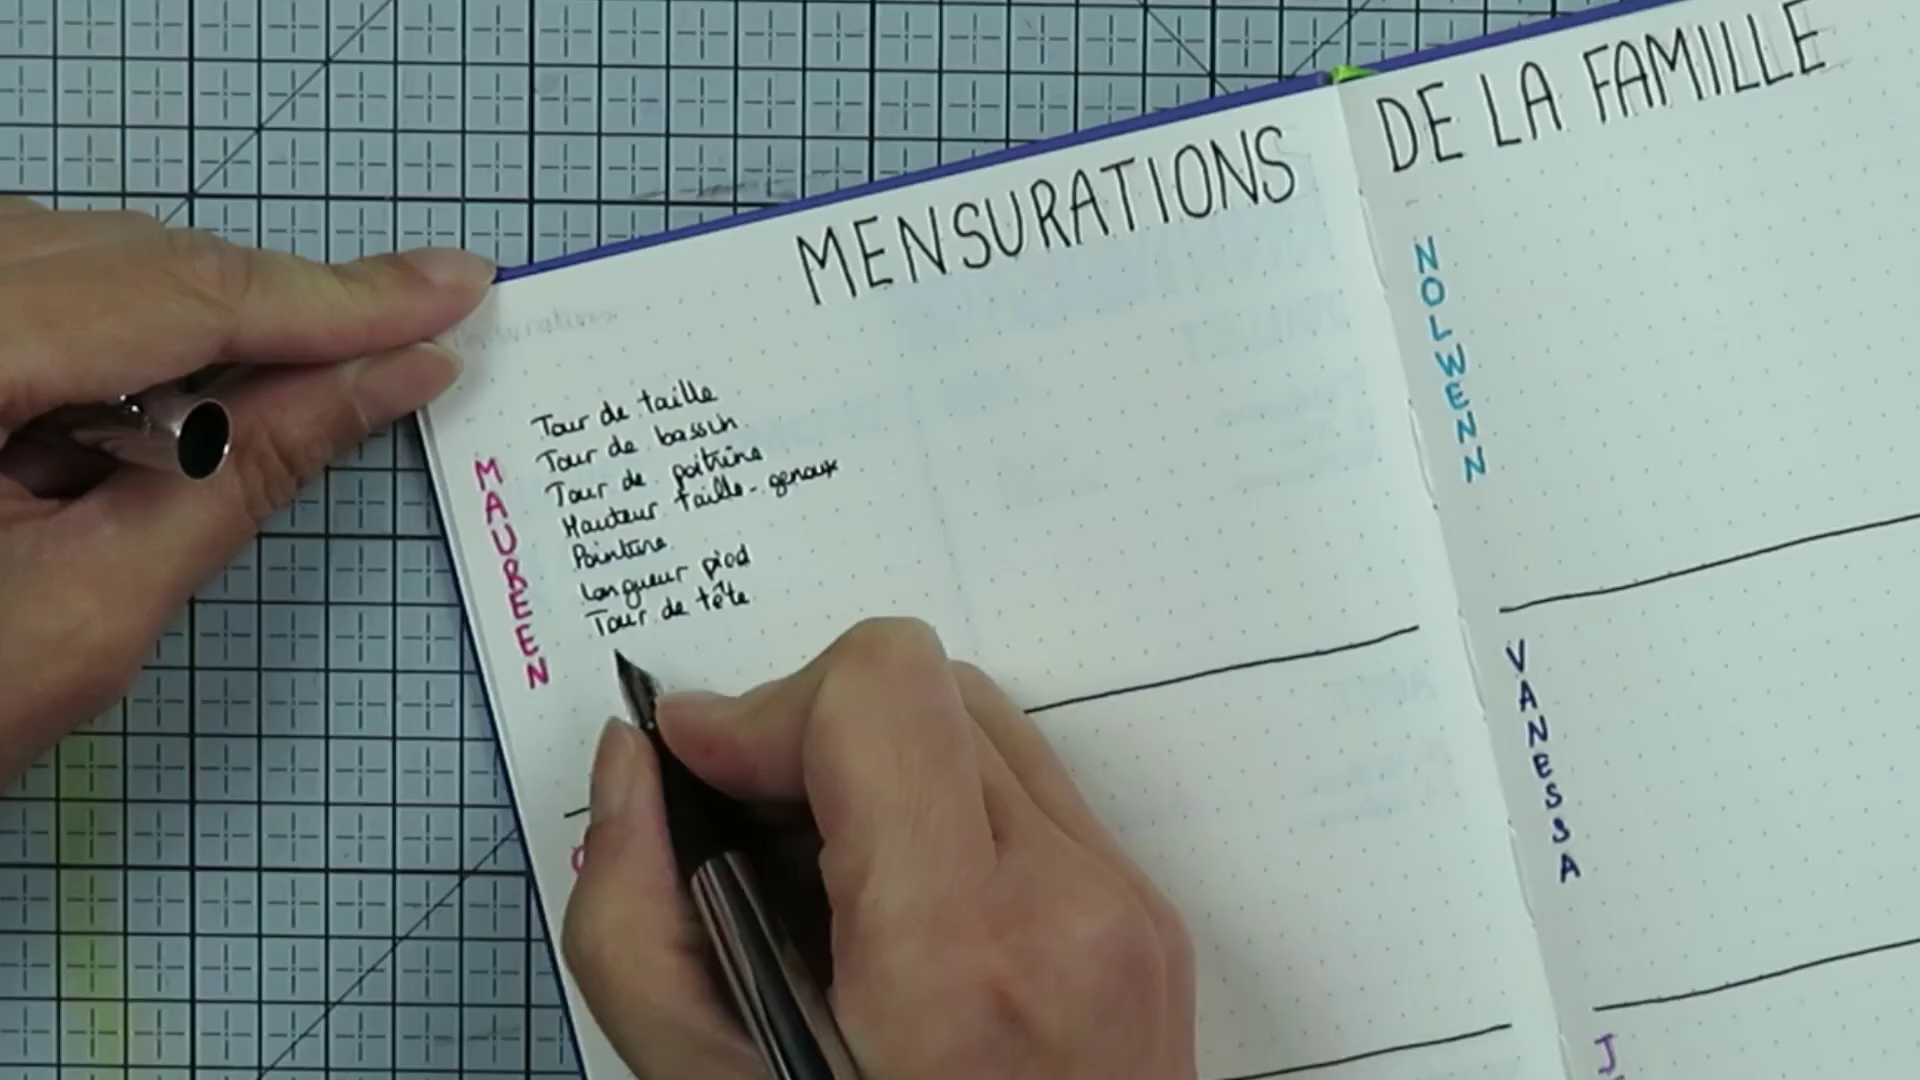 MENSURATIONS DE LA FAMILLE
MAUREEN
Tour de taille
Tour de bassin
Tour de poitrine
Hauteur taille-genoux
Pointure
Longueur pied
Tour de tête
NOLWENN
VANESSA
J